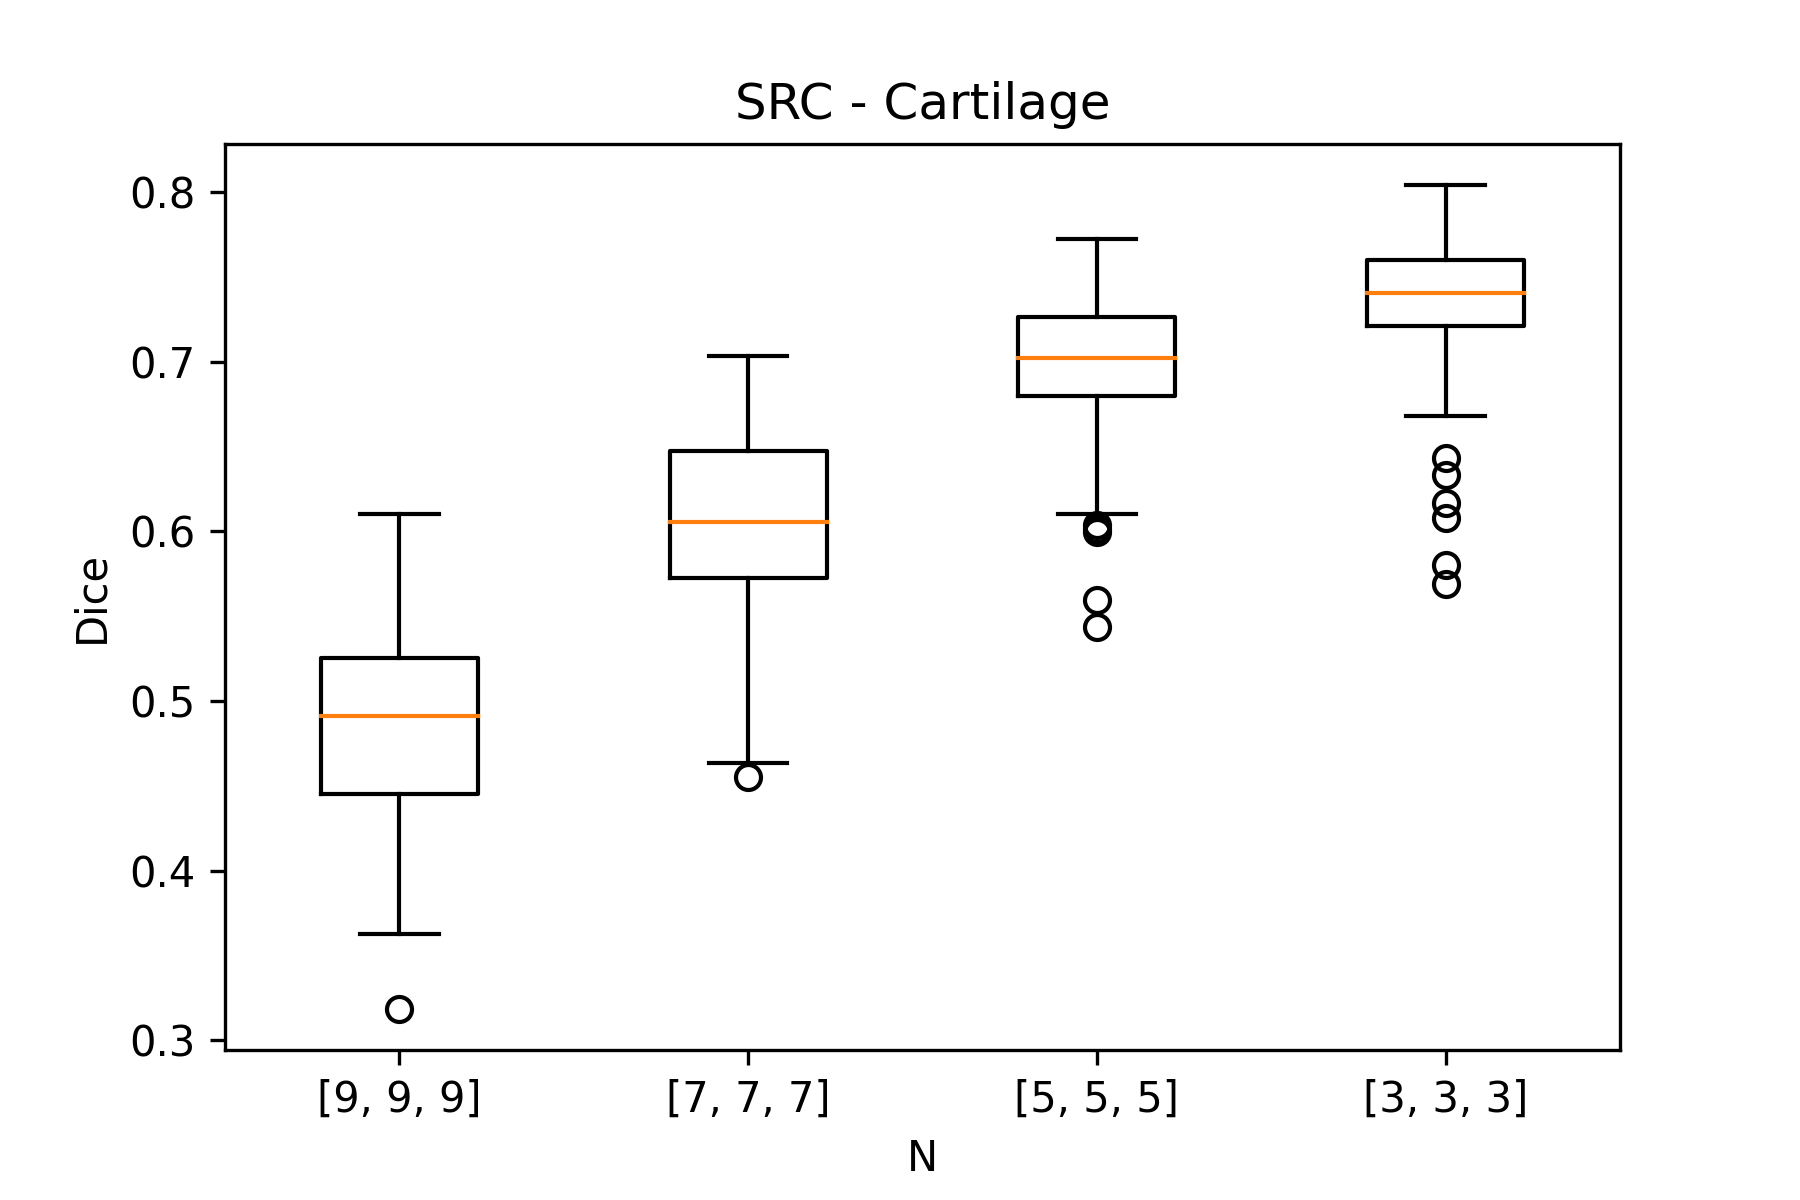 SRC - Cartilage
0.8
0.7
0.6
0.5
0.4
0.3
Dice
[9, 9, 9] [7, 7, 7] [5, 5, 5] [3, 3, 3]
N